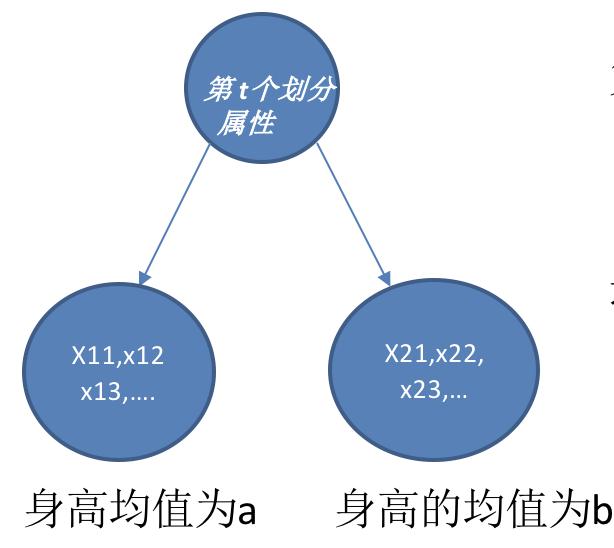 第t个划分
属性
X11,x12
x13,….
X21,x22,
x23,…
身高均值为a
身高的均值为b